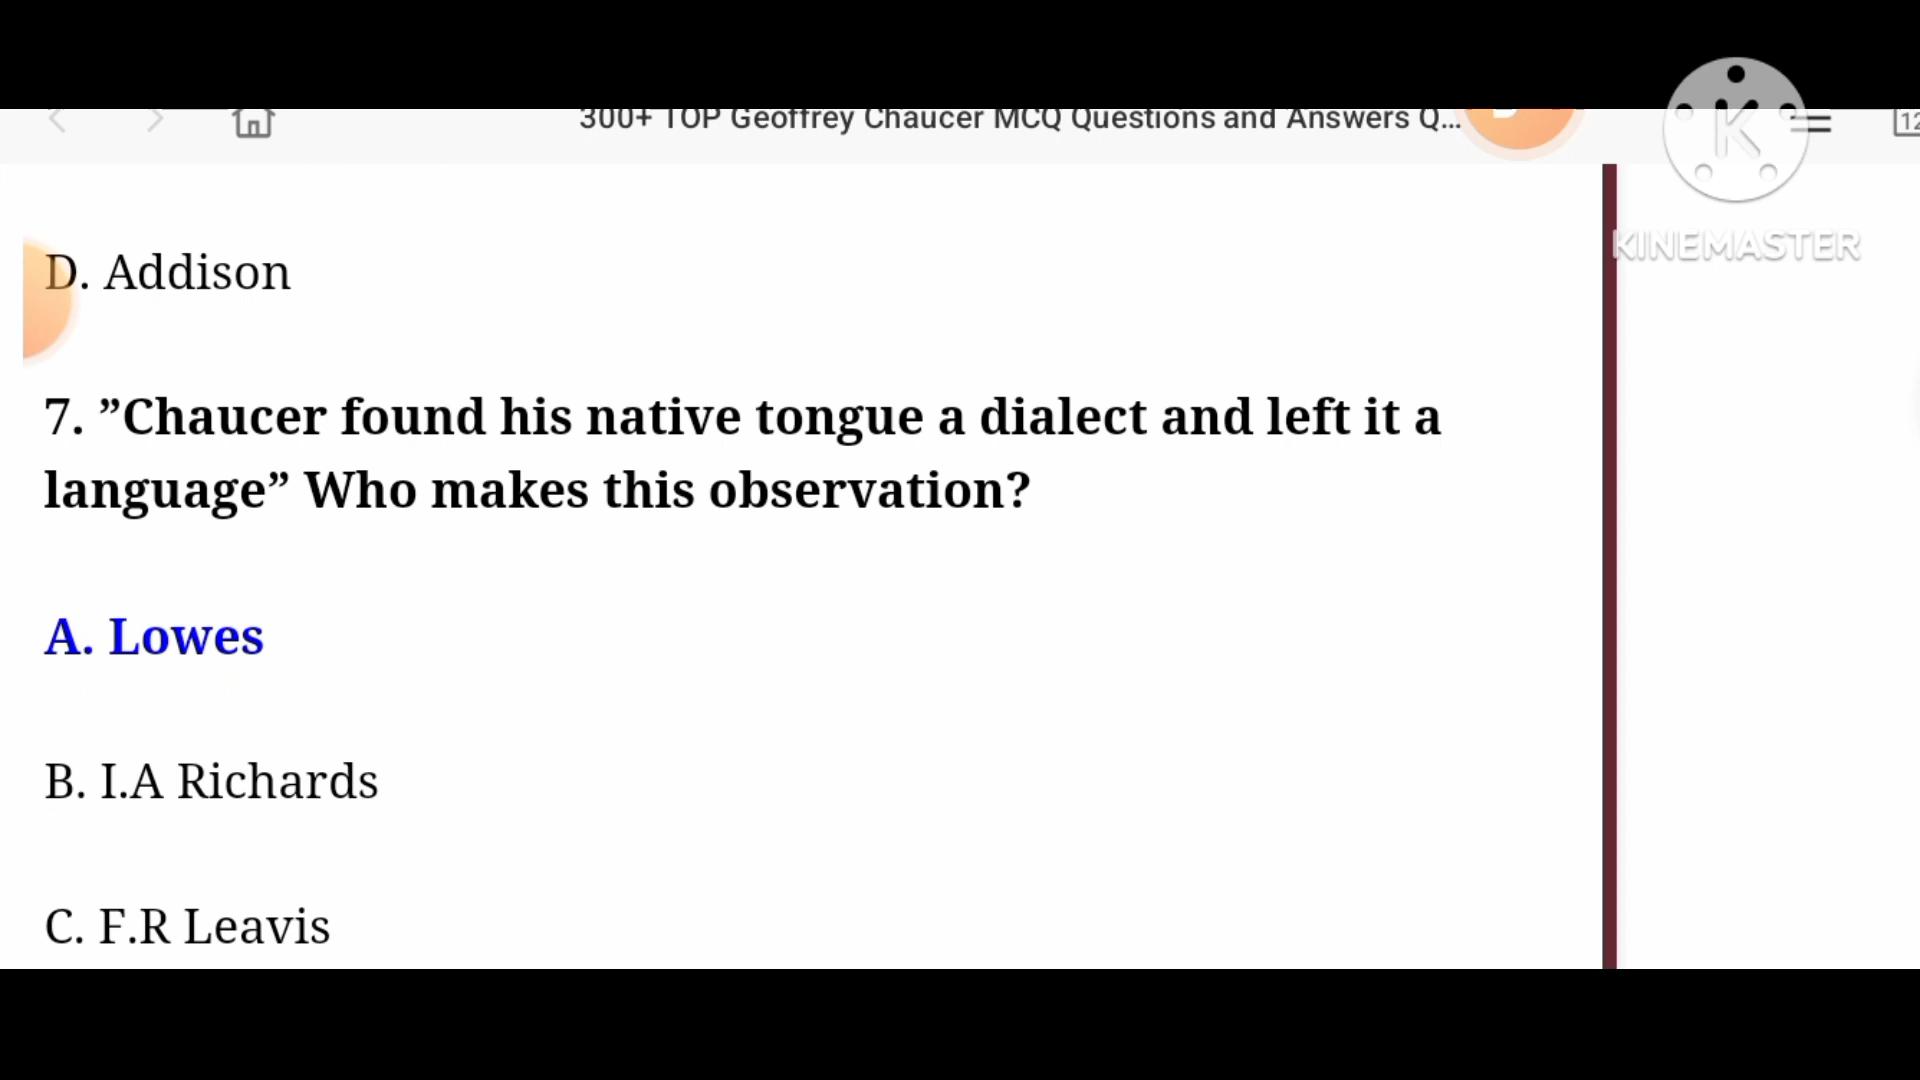 300+ TOP Geoffrey Chaucer MCQ Questions and Answers Q...
12
KINEMASTER
D. Addison
7. ”Chaucer found his native tongue a dialect and left it a
language” Who makes this observation?
A. Lowes
B. I.A Richards
C. F.R Leavis